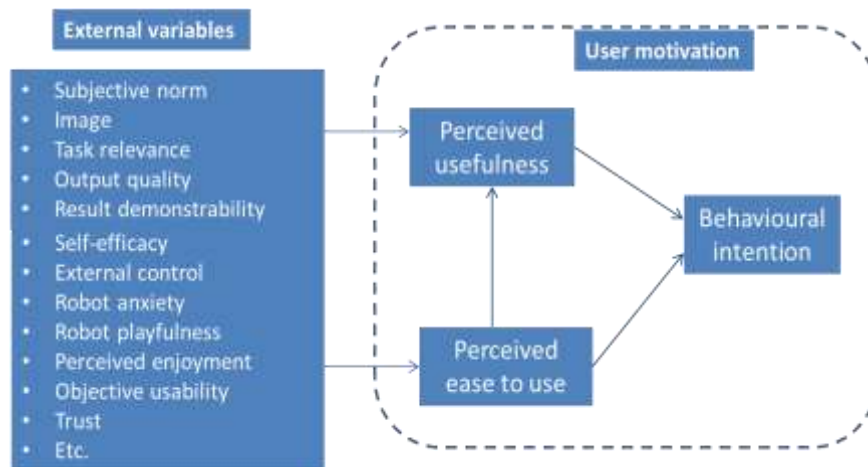 External variables
• Subjective norm
• Image
• Task relevance
• Output quality
• Result demonstrability
• Self-efficacy
• External control
• Robot anxiety
• Robot playfulness
• Perceived enjoyment
• Objective usability
• Trust
• Etc.
User motivation
Perceived
usefulness
Behavioural
intention
Perceived
ease to use